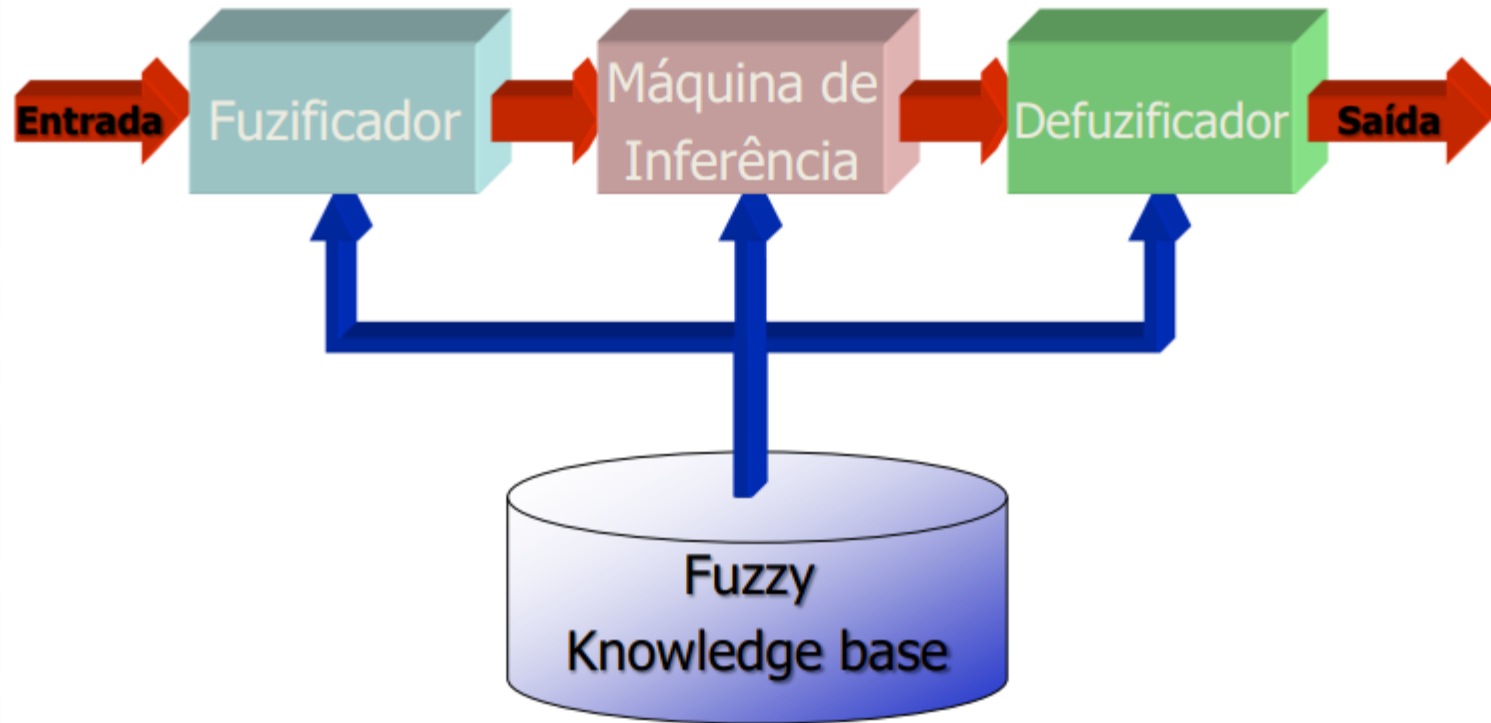 Entrada
Fuzificador
Máquina de
Inferência
Defuzificador
Saída
Fuzzy
Knowledge base